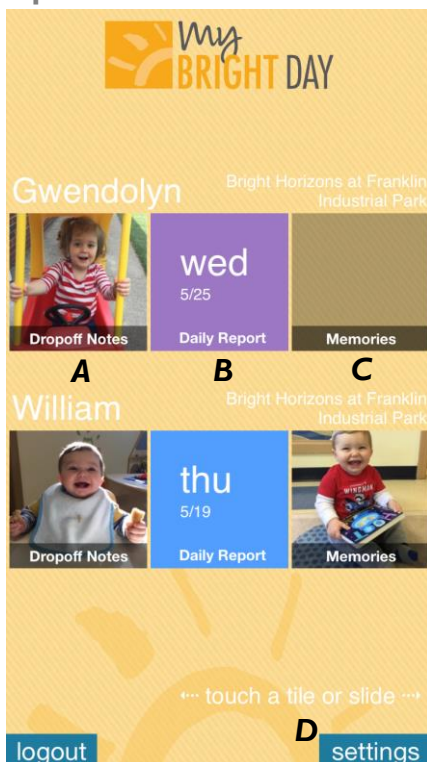 My
BRIGHT DAY
Gwendolyn
Bright Horizons at Franklin
Industrial Park
wed
5/25
Dropoff Notes
Daily Report
Memories
A
B
C
William
Bright Horizons at Franklin
Industrial Park
thu
5/19
Dropoff Notes
Daily Report
Memories
touch a tile or slide
D
logout
settings